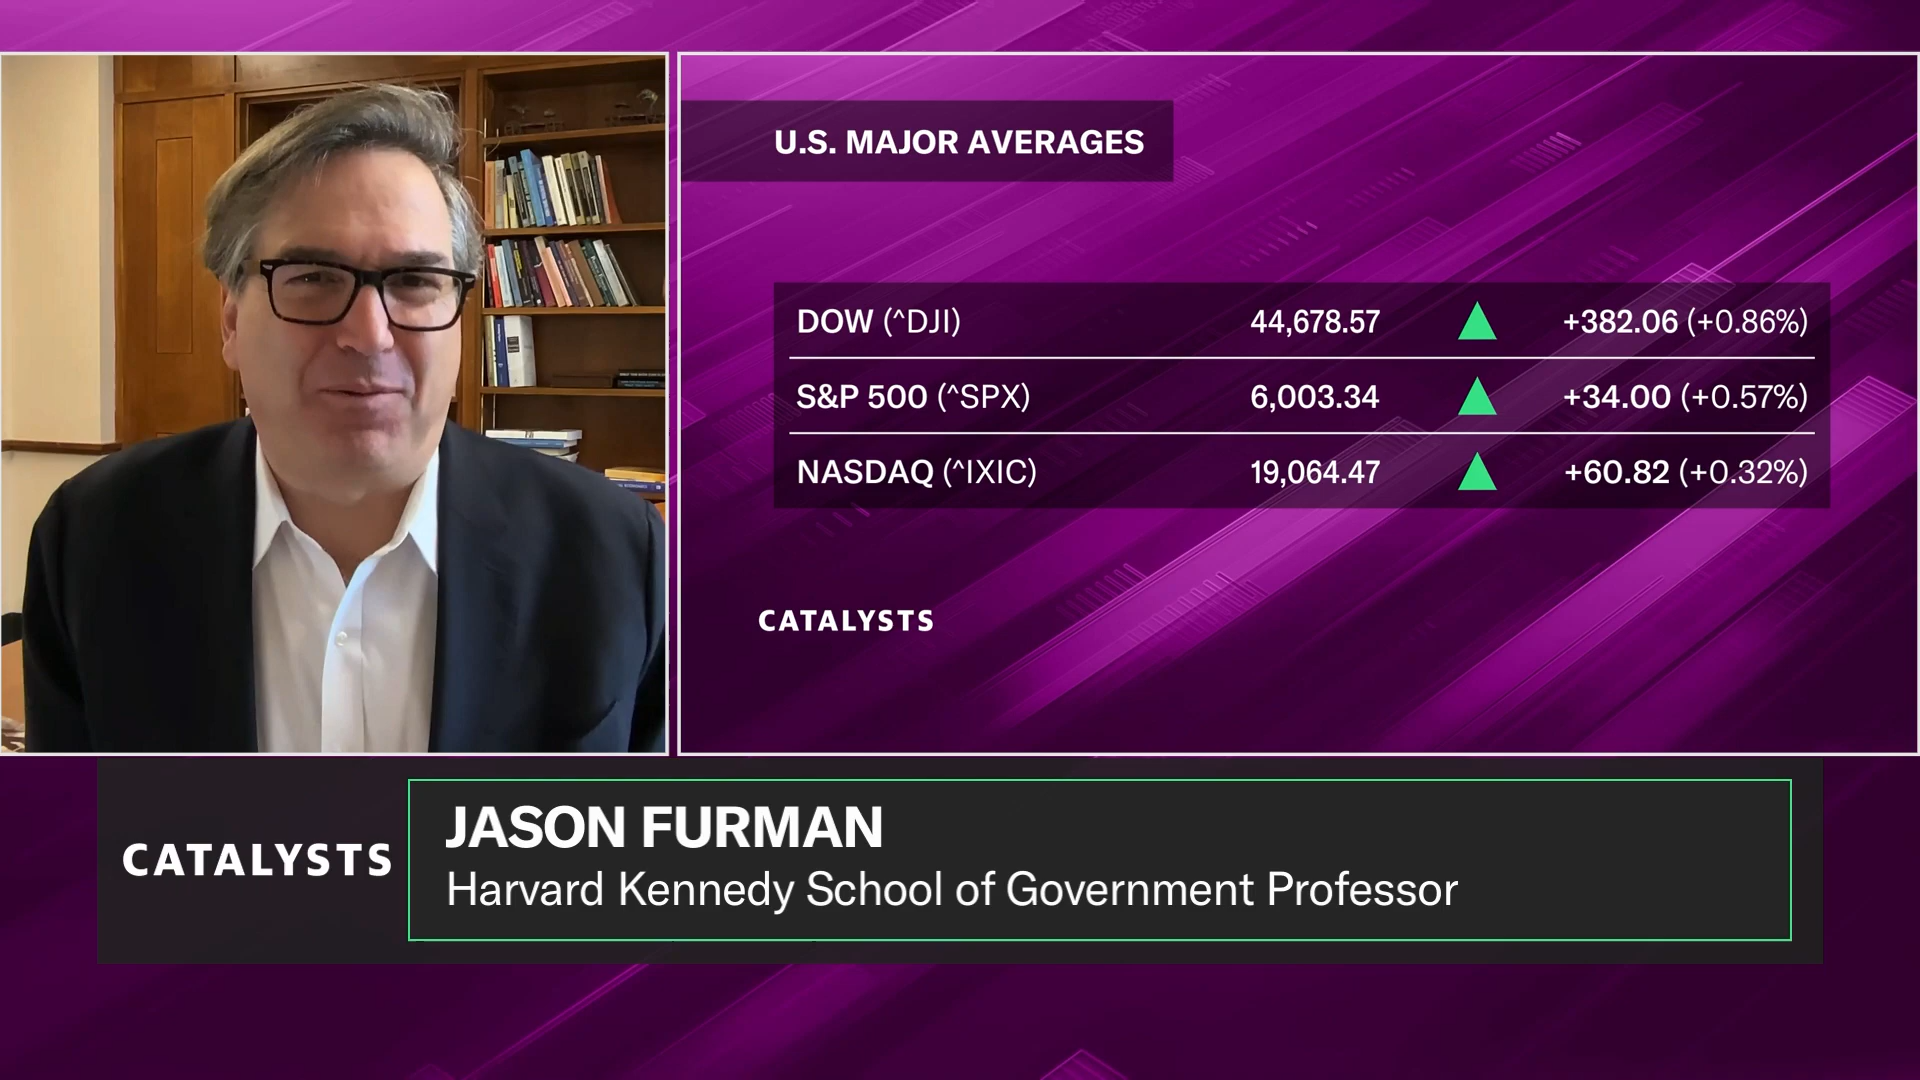 U.S. MAJOR AVERAGES
DOW (^DJI) 44,678.57 +382.06 (+0.86%)
S&P 500 (^SPX) 6,003.34 +34.00 (+0.57%)
NASDAQ (^IXIC) 19,064.47 +60.82 (+0.32%)
CATALYSTS
CATALYSTS
JASON FURMAN
Harvard Kennedy School of Government Professor